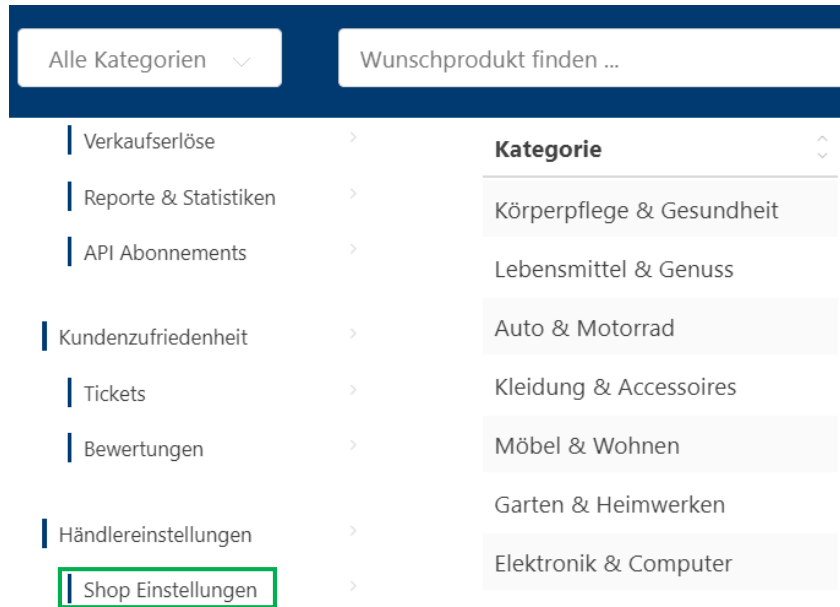 Alle Kategorien
Wunschprodukt finden ...
Verkaufserlöse
Reporte & Statistiken
API Abonnements
Kundenzufriedenheit
Tickets
Bewertungen
Händlereinstellungen
Shop Einstellungen
Kategorie
Körperpflege & Gesundheit
Lebensmittel & Genuss
Auto & Motorrad
Kleidung & Accessoires
Möbel & Wohnen
Garten & Heimwerken
Elektronik & Computer